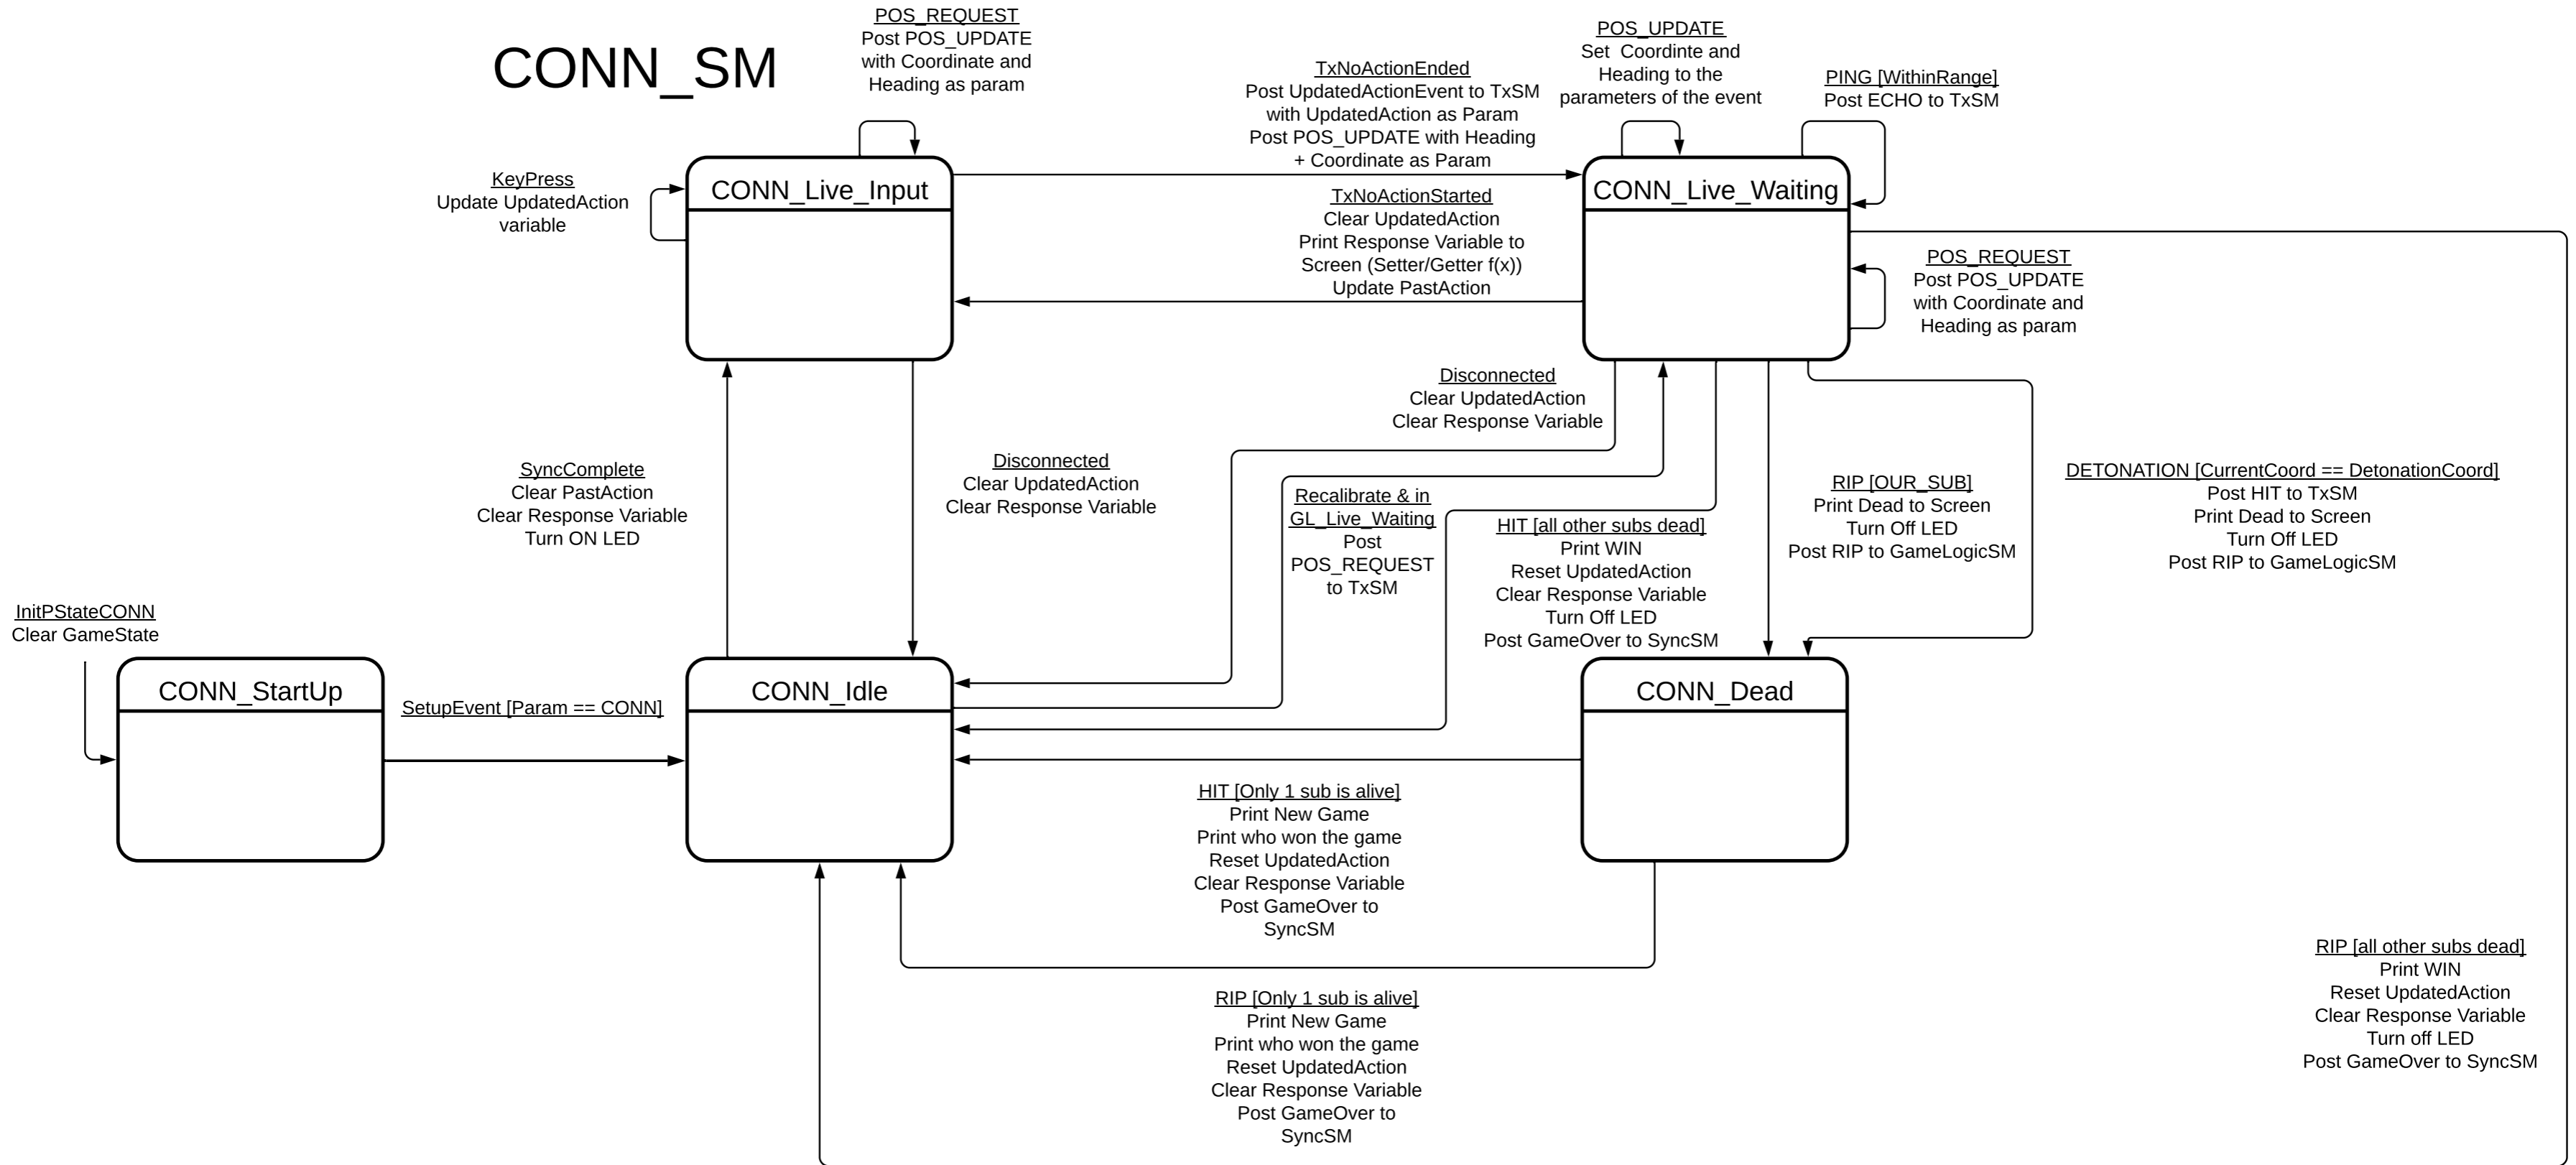 CONN_SM
POS_REQUEST
Post POS_UPDATE
with Coordinate and
Heading as param
TxNoActionEnded
Post UpdatedActionEvent to TxSM
with UpdatedAction as Param
Post POS_UPDATE with Heading
+ Coordinate as Param
POS_UPDATE
Set  Coordinte and
Heading to the
parameters of the event
PING [WithinRange]
Post ECHO to TxSM
KeyPress
Update UpdatedAction
variable
CONN_Live_Input
TxNoActionStarted
Clear UpdatedAction
Print Response Variable to
Screen (Setter/Getter f(x))
Update PastAction
CONN_Live_Waiting
POS_REQUEST
Post POS_UPDATE
with Coordinate and
Heading as param
SyncComplete
Clear PastAction
Clear Response Variable
Turn ON LED
Disconnected
Clear UpdatedAction
Clear Response Variable
Disconnected
Clear UpdatedAction
Clear Response Variable
Recalibrate & in
GL_Live_Waiting
Post
POS_REQUEST
to TxSM
HIT [all other subs dead]
Print WIN
Reset UpdatedAction
Clear Response Variable
Turn Off LED
Post GameOver to SyncSM
RIP [OUR_SUB]
Print Dead to Screen
Turn Off LED
Post RIP to GameLogicSM
DETONATION [CurrentCoord == DetonationCoord]
Post HIT to TxSM
Print Dead to Screen
Turn Off LED
Post RIP to GameLogicSM
InitPStateCONN
Clear GameState
CONN_StartUp
SetupEvent [Param == CONN]
CONN_Idle
CONN_Dead
HIT [Only 1 sub is alive]
Print New Game
Print who won the game
Reset UpdatedAction
Clear Response Variable
Post GameOver to
SyncSM
RIP [Only 1 sub is alive]
Print New Game
Print who won the game
Reset UpdatedAction
Clear Response Variable
Post GameOver to
SyncSM
RIP [all other subs dead]
Print WIN
Reset UpdatedAction
Clear Response Variable
Turn off LED
Post GameOver to SyncSM